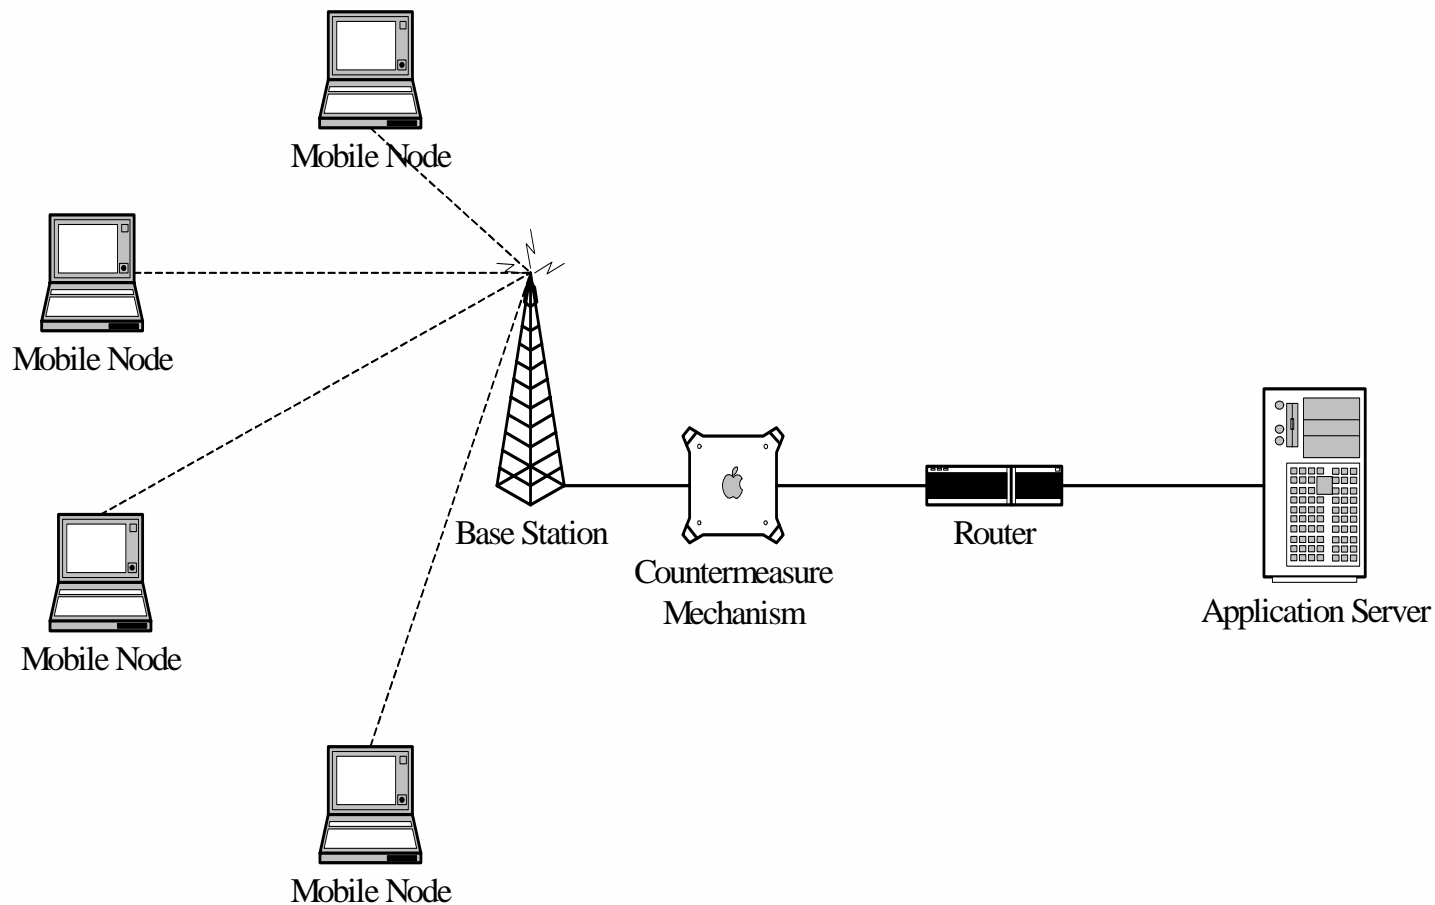 Mobile Node
Mobile Node
Base Station
Router
Countermeasure
Mechanism
Application Server
Mobile Node
Mobile Node